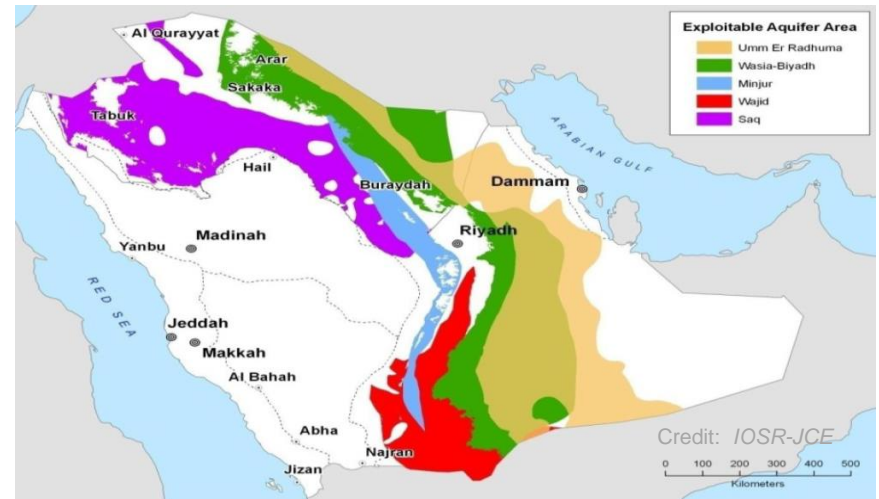 Exploitable Aquifer Area
Umm Er Radhuma
Wasia-Biyadh
Minjur
Wajid
Saq
Al Qurayyat
Arar
Sakaka
Tabuk
Hail
Buraydah
Dammam
ARABIAN GULF
Riyadh
Madinah
Yanbu
RED SEA
Jeddah
Makkah
Al Bahah
Abha
Najran
Jizan
Credit: IOSR-JCE
0 100 200 300 400 500
Kilometers